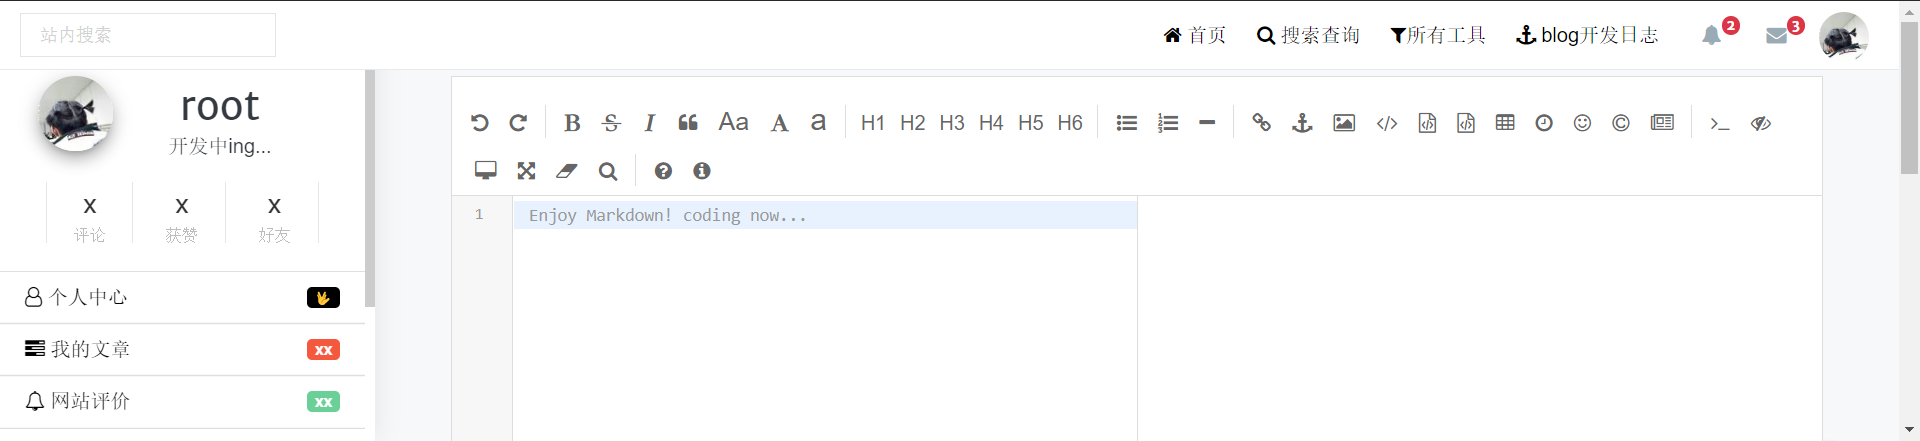 站内搜索
首页 搜索查询 所有工具 blog开发日志 2 3
root
开发中ing...
x x x
评论 获赞 好友
个人中心
我的文章 xx
网站评价 xx
B S I Aa A a H1 H2 H3 H4 H5 H6
1 Enjoy Markdown! coding now...